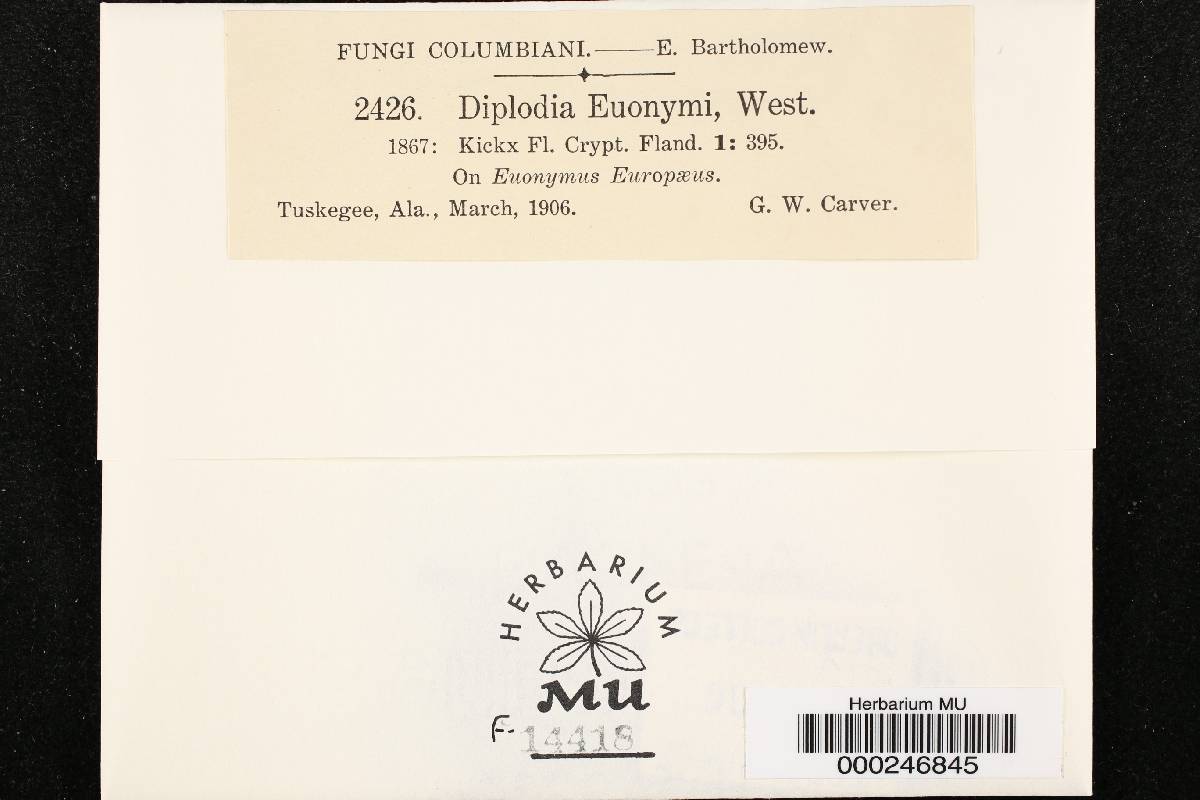 FUNGI COLUMBIANI.——E. Bartholomew.
2426. Diplodia Euonymi, West.
1867: Kickx Fl. Crypt. Fland. 1: 395.
On Euonymus Europæus.
Tuskegee, Ala., March, 1906. G. W. Carver.
HERBARIUM
MU
F-14418
Herbarium MU
000246845